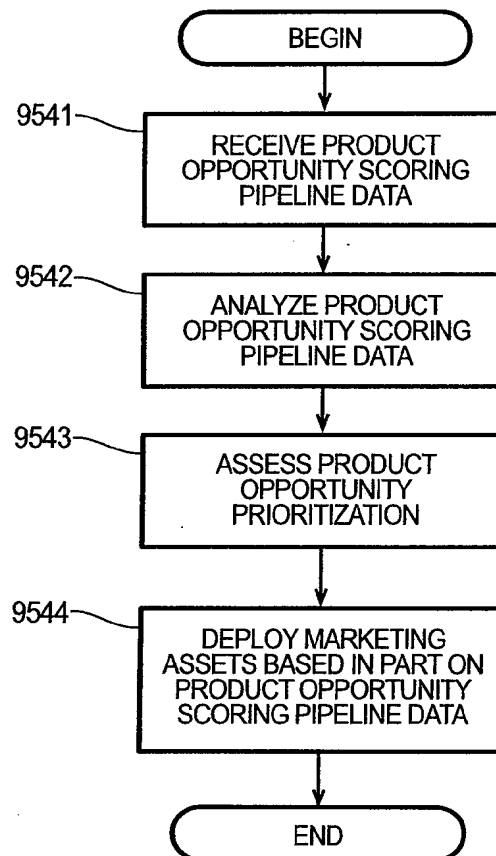 BEGIN
9541
RECEIVE PRODUCT
OPPORTUNITY SCORING
PIPELINE DATA
9542
ANALYZE PRODUCT
OPPORTUNITY SCORING
PIPELINE DATA
9543
ASSESS PRODUCT
OPPORTUNITY
PRIORITIZATION
9544
DEPLOY MARKETING
ASSETS BASED IN PART ON
PRODUCT OPPORTUNITY
SCORING PIPELINE DATA
END